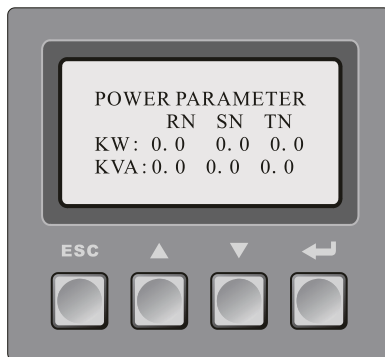 POWER PARAMETER
RN SN TN
KW: 0.0 0.0 0.0
KVA:0.0 0.0 0.0
ESC